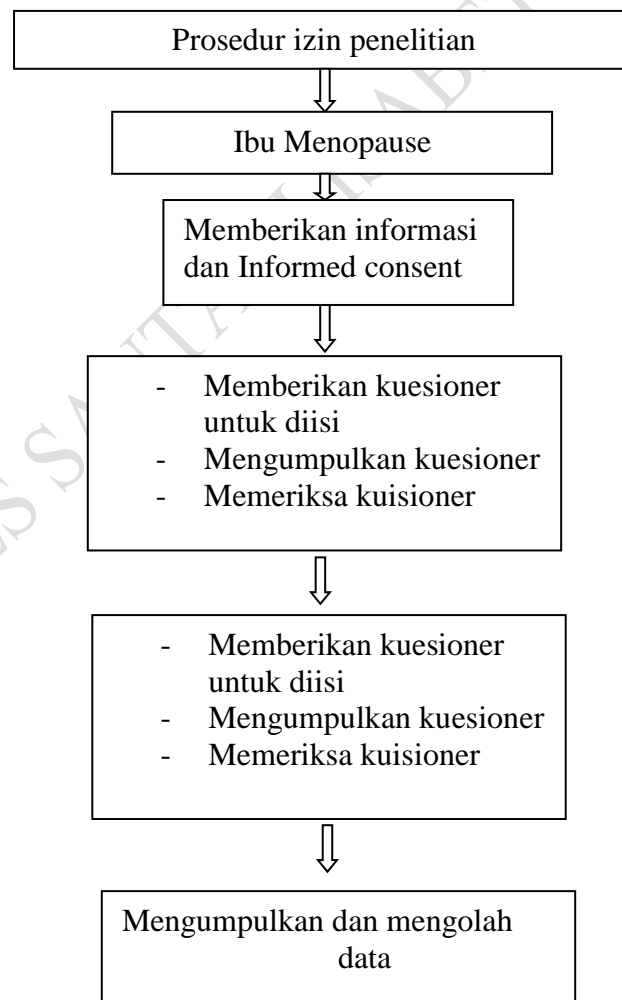 Prosedur izin penelitian
Ibu Menopause
Memberikan informasi
dan Informed consent
- Memberikan kuesioner
untuk diisi
- Mengumpulkan kuesioner
- Memeriksa kuisioner
- Memberikan kuesioner
untuk diisi
- Mengumpulkan kuesioner
- Memeriksa kuisioner
Mengumpulkan dan mengolah
data